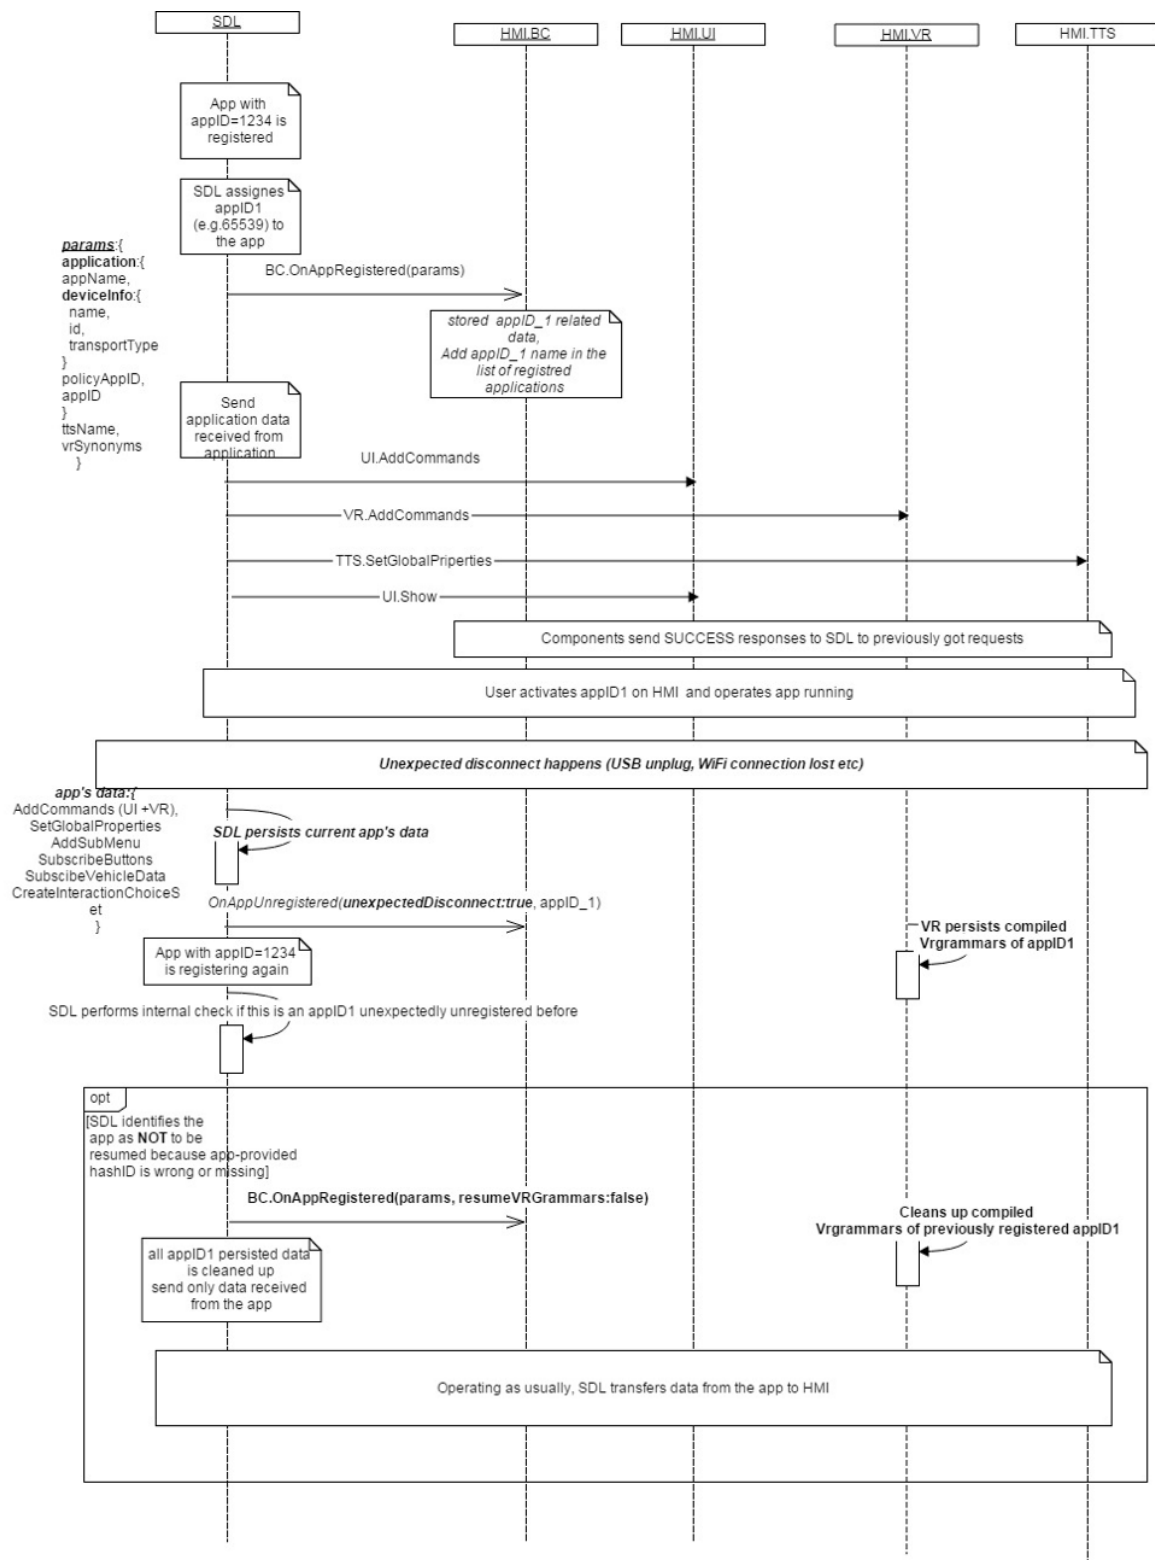 SDL
HMI.BC
HMI.UI
HMI.VR
HMI.TTS
App with
appID=1234 is
registered
SDL assignes
appID1
(e.g.65539) to
the app
params:{
application:{
appName,
deviceInfo:{
name,
id,
transportType
}
policyAppID,
appID
}
ttsName,
vrSynonyms
}
BC.OnAppRegistered(params)
stored appID_1 related
data,
Add appID_1 name in the
list of registred
applications
Send
application data
received from
application
UI.AddCommands
VR.AddCommands
TTS.SetGlobalPriperties
UI.Show
Components send SUCCESS responses to SDL to previously got requests
User activates appID1 on HMI and operates app running
Unexpected disconnect happens (USB unplug, WiFi connection lost etc)
app's data:{
AddCommands (UI +VR),
SetGlobalProperties
AddSubMenu
SubscribeButtons
SubscibeVehicleData
CreateInteractionChoiceS
et
}
SDL persists current app's data
OnAppUnregistered(unexpectedDisconnect:true, appID_1)
VR persists compiled
Vrgrammars of appID1
App with appID=1234
is registering again
SDL performs internal check if this is an appID1 unexpectedly unregistered before
opt
[SDL identifies the
app as NOT to be
resumed because app-provided
hashID is wrong or missing]
BC.OnAppRegistered(params, resumeVRGrammars:false)
Cleans up compiled
Vrgrammars of previously registered appID1
all appID1 persisted data
is cleaned up
send only data received
from the app
Operating as usually, SDL transfers data from the app to HMI